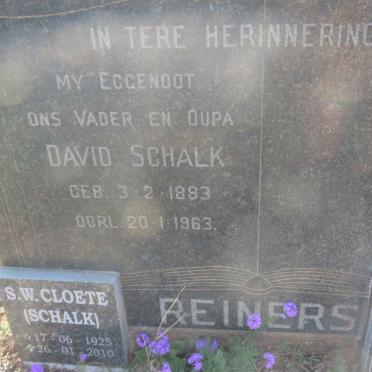 IN TERE HERINNERING
MY EGGENOOT
ONS VADER EN OUPA
DAVID SCHALK
GEB. 3-2-1893
OORL. 20-1-1963.
REINERS
S.W. CLOETE
(SCHALK)
17-06-1925
26-01-2010